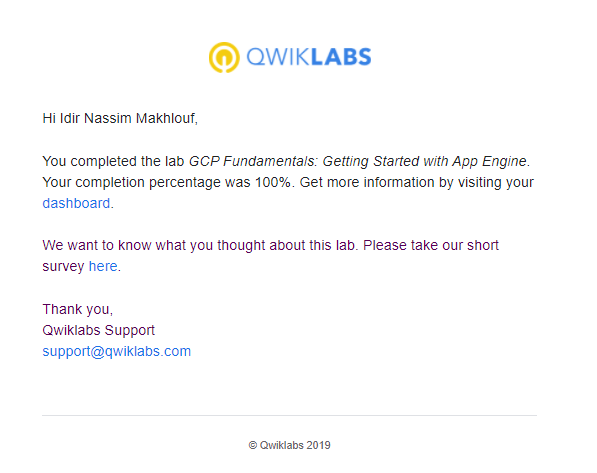 QWIKLABS
Hi Idir Nassim Makhlouf,
You completed the lab GCP Fundamentals: Getting Started with App Engine.
Your completion percentage was 100%. Get more information by visiting your
dashboard.
We want to know what you thought about this lab. Please take our short
survey here.
Thank you,
Qwiklabs Support
support@qwiklabs.com
© Qwiklabs 2019